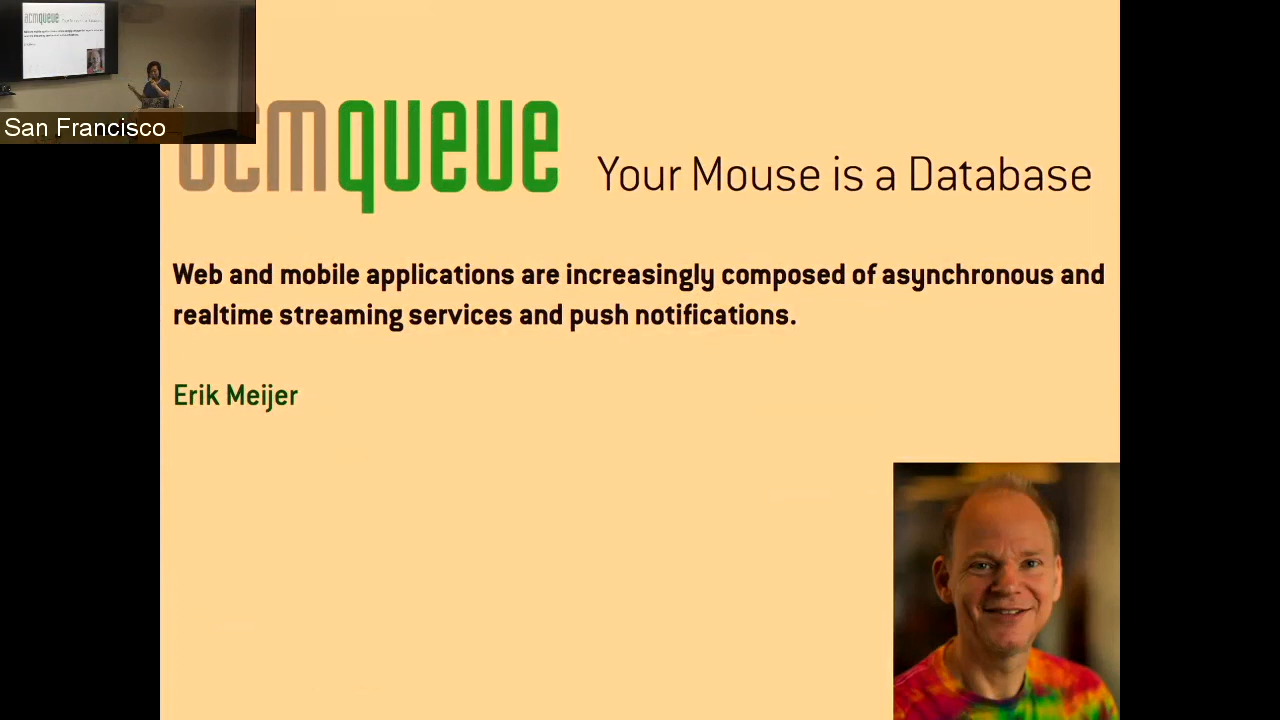 San Francisco
acmqueue Your Mouse is a Database
Web and mobile applications are increasingly composed of asynchronous and
realtime streaming services and push notifications.
Erik Meijer